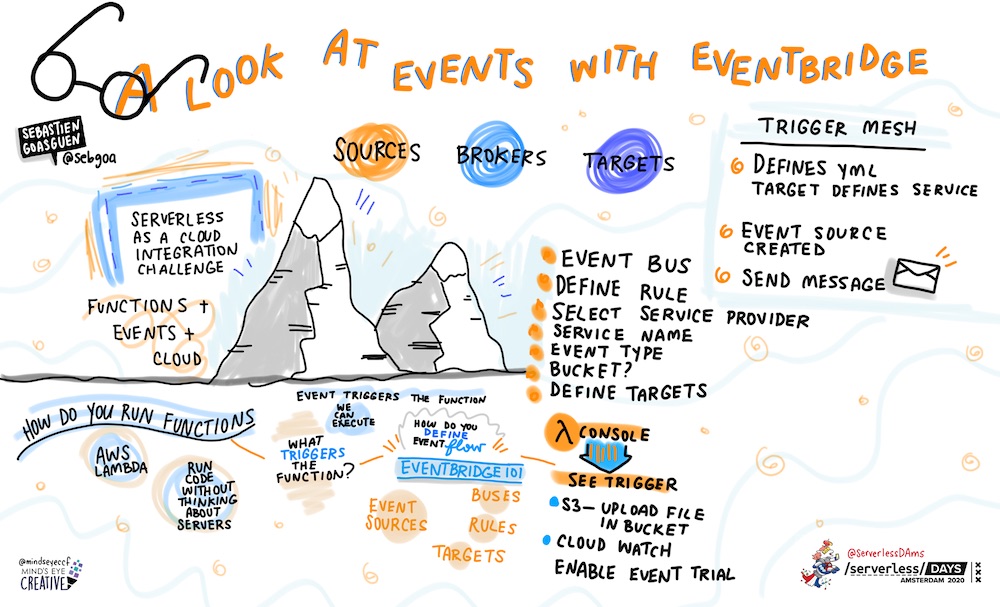 A LOOK AT EVENTS WITH EVENTBRIDGE
SEBASTIEN
GOASGUEN
@sebgoa
SOURCES
BROKERS
TARGETS
SERVERLESS
AS A CLOUD
INTEGRATION
CHALLENGE
FUNCTIONS +
EVENTS +
CLOUD
TRIGGER MESH
DEFINES yml
TARGET DEFINES SERVICE
EVENT SOURCE
CREATED
SEND MESSAGE
EVENT BUS
DEFINE RULE
SELECT SERVICE PROVIDER
SERVICE NAME
EVENT TYPE
BUCKET?
DEFINE TARGETS
HOW DO YOU RUN FUNCTIONS
AWS
LAMBDA
RUN
CODE
WITHOUT
THINKING
ABOUT
SERVERS
EVENT TRIGGERS THE FUNCTION
WE
CAN
EXECUTE
WHAT
TRIGGERS
THE
FUNCTION?
HOW DO YOU
DEFINE
EVENT flow
EVENTBRIDGE 101
EVENT
SOURCES
BUSES
RULES
TARGETS
λ CONSOLE
SEE TRIGGER
S3 — UPLOAD FILE
IN BUCKET
CLOUD WATCH
ENABLE EVENT TRIAL
@mindseyeccf
MIND'S EYE
CREATIVE
@ServerlessDAms
/serverless/ DAYS
AMSTERDAM 2020
XXX